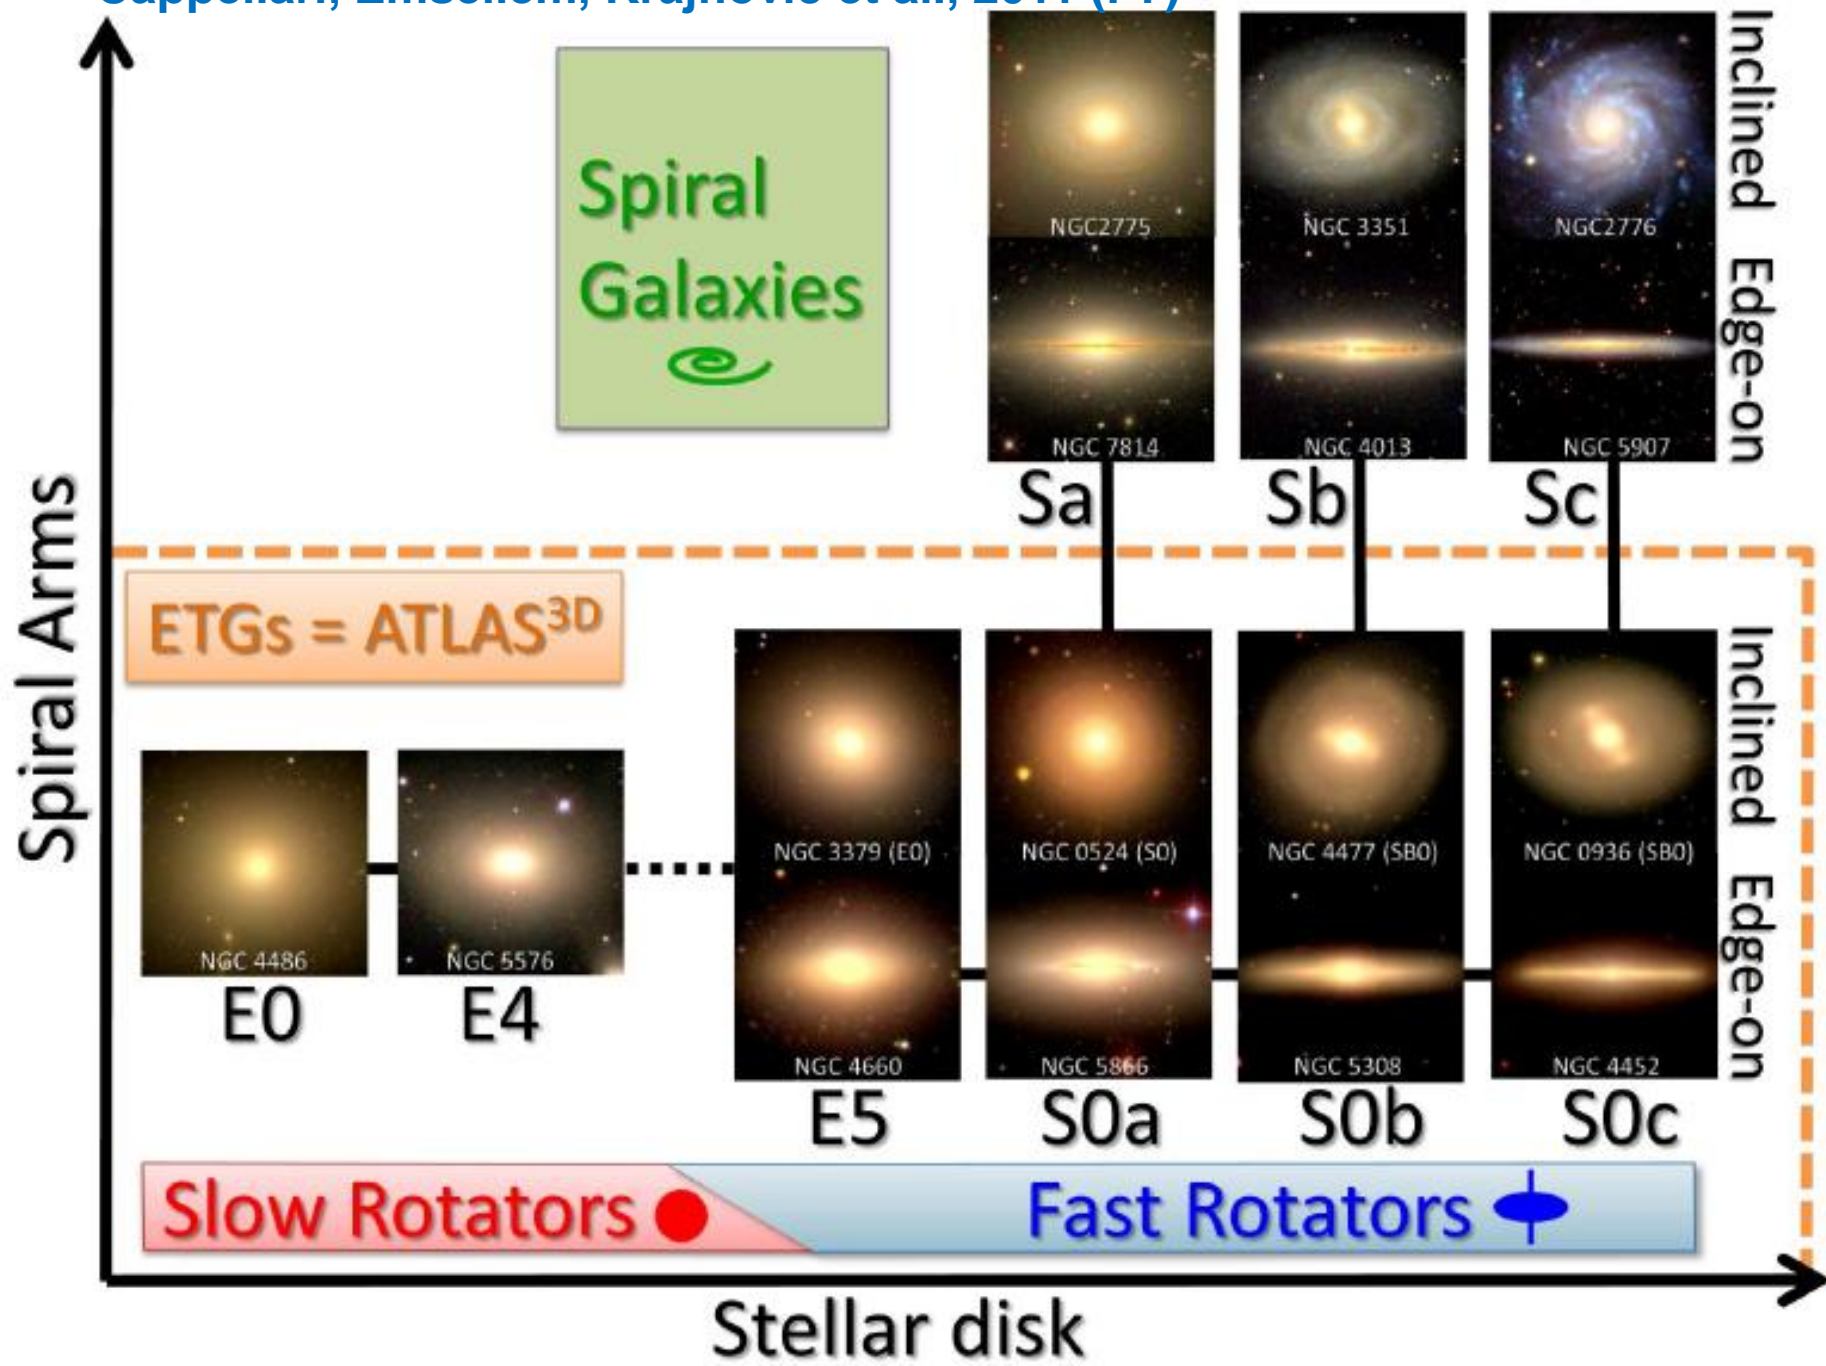 Spiral
Galaxies
NGC2775
NGC 3351
NGC2776
Inclined
NGC 7814
NGC 4013
NGC 5907
Edge-on
Sa
Sb
Sc
Spiral Arms
ETGs = ATLAS3D
NGC 4486
NGC 5576
E0
E4
NGC 3379 (E0)
NGC 0524 (S0)
NGC 4477 (SB0)
NGC 0936 (SB0)
Inclined
NGC 4660
NGC 5866
NGC 5308
NGC 4452
Edge-on
E5
S0a
S0b
S0c
Slow Rotators
Fast Rotators
Stellar disk